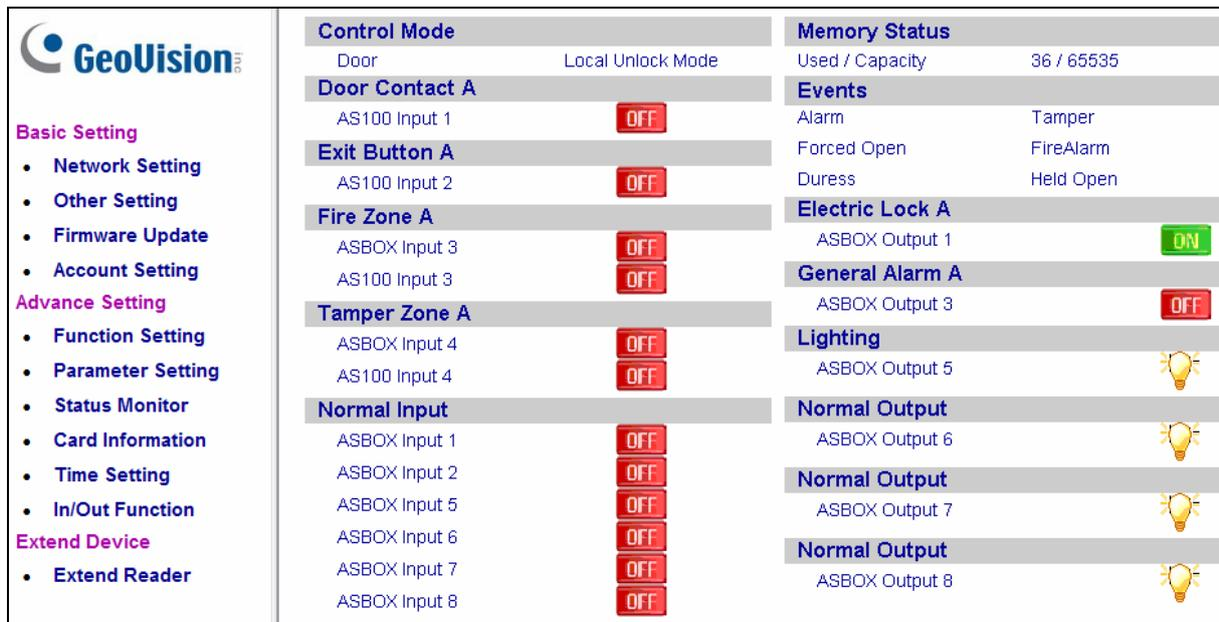 GeoVision inc
Basic Setting
Network Setting
Other Setting
Firmware Update
Account Setting
Advance Setting
Function Setting
Parameter Setting
Status Monitor
Card Information
Time Setting
In/Out Function
Extend Device
Extend Reader
Control Mode
Door Local Unlock Mode
Door Contact A
AS100 Input 1 OFF
Exit Button A
AS100 Input 2 OFF
Fire Zone A
ASBOX Input 3 OFF
AS100 Input 3 OFF
Tamper Zone A
ASBOX Input 4 OFF
AS100 Input 4 OFF
Normal Input
ASBOX Input 1 OFF
ASBOX Input 2 OFF
ASBOX Input 5 OFF
ASBOX Input 6 OFF
ASBOX Input 7 OFF
ASBOX Input 8 OFF
Memory Status
Used / Capacity 36 / 65535
Events
Alarm Tamper
Forced Open FireAlarm
Duress Held Open
Electric Lock A
ASBOX Output 1 ON
General Alarm A
ASBOX Output 3 OFF
Lighting
ASBOX Output 5
Normal Output
ASBOX Output 6
Normal Output
ASBOX Output 7
Normal Output
ASBOX Output 8